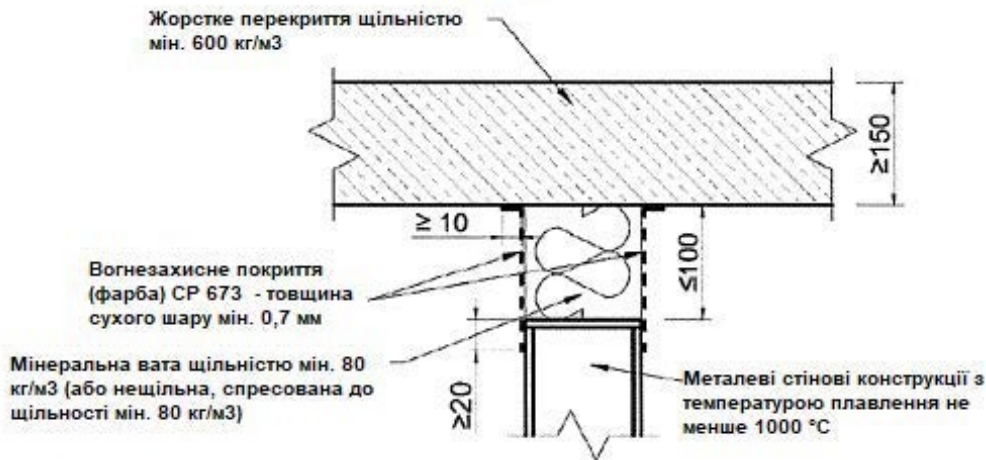 Жорстке перекриття щільністю
мін. 600 кг/м3
≥150
≥ 10
≤100
Вогнезахисне покриття
(фарба) CP 673 - товщина
сухого шару мін. 0,7 мм
Мінеральна вата щільністю мін. 80
кг/м3 (або нещільна, спресована до
щільності мін. 80 кг/м3)
≥20
Металеві стінові конструкції з
температурою плавлення не
менше 1000 °C